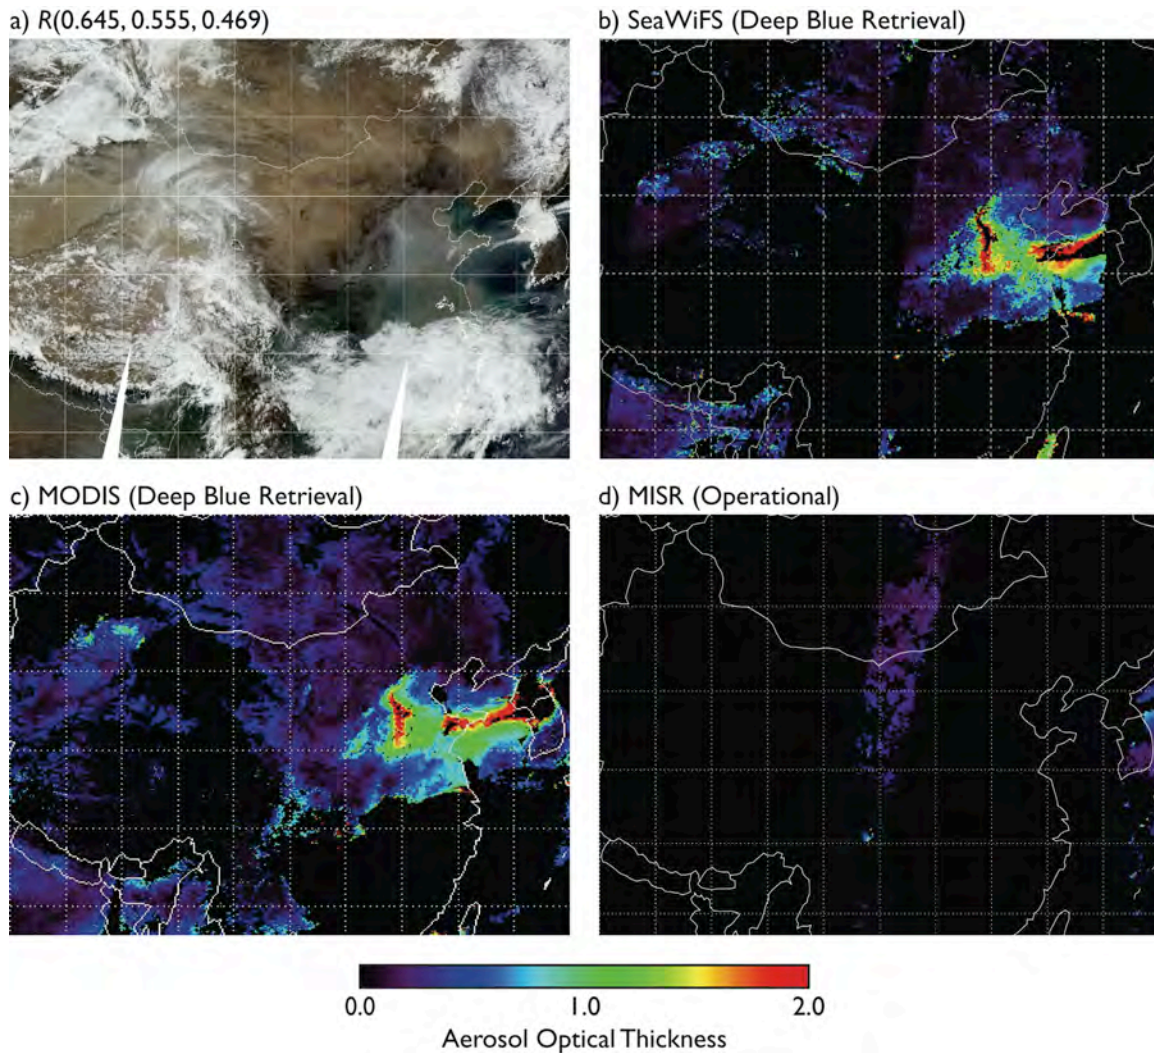 a) R(0.645, 0.555, 0.469)
b) SeaWiFS (Deep Blue Retrieval)
c) MODIS (Deep Blue Retrieval)
d) MISR (Operational)
0.0 1.0 2.0
Aerosol Optical Thickness